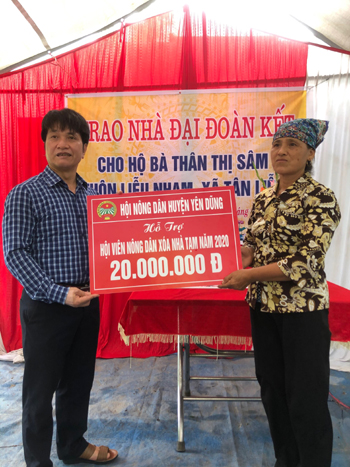 TRAO NHÀ ĐẠI ĐOÀN KẾT
CHO HỘ BÀ THÂN THỊ SÂM
THÔN LIỄU NHAM, XÃ TÂN LIỄU
HỘI NÔNG DÂN HUYỆN YÊN DŨNG
Hỗ Trợ
HỘI VIÊN NÔNG DÂN XÓA NHÀ TẠM NĂM 2020
20.000.000 Đ